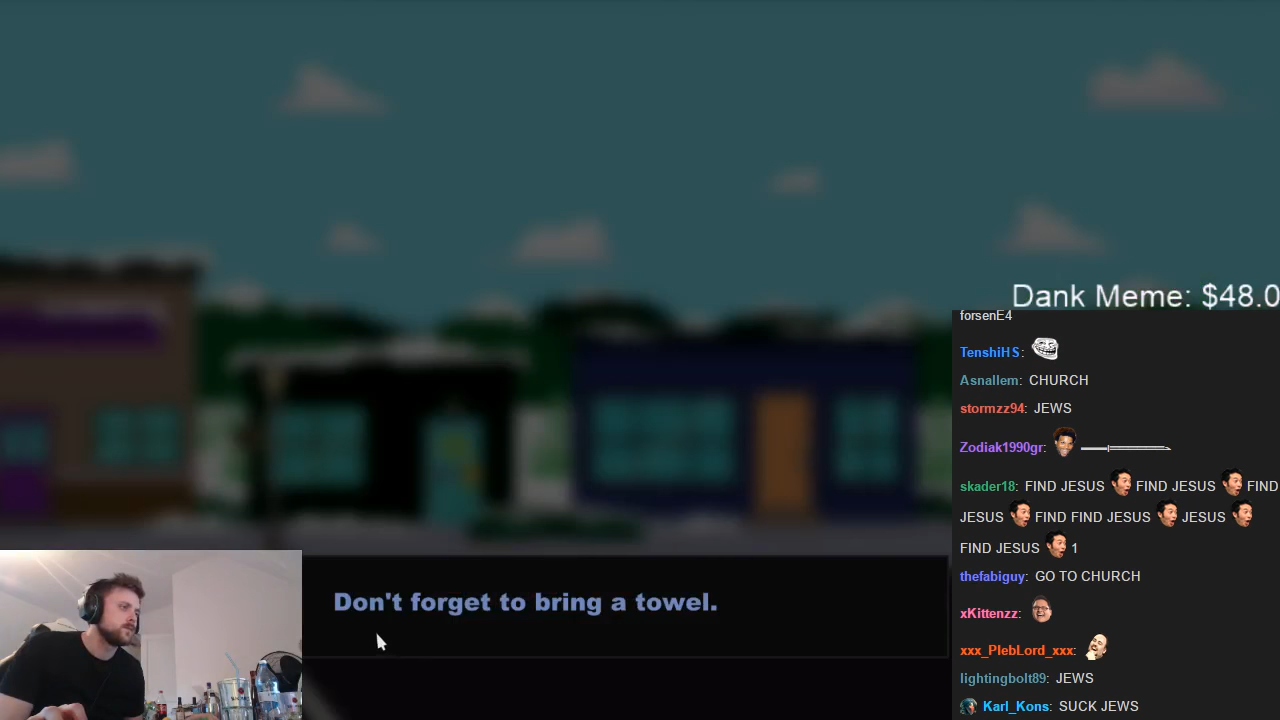 Dank Meme: $48.0
forsenE4
TenshiHS:
Asnallem: CHURCH
stormzz94: JEWS
Zodiak1990gr:
skader18: FIND JESUS FIND JESUS FIND
JESUS FIND FIND JESUS JESUS
FIND JESUS 1
thefabiguy: GO TO CHURCH
xKittenzz:
xxx_PlebLord_xxx:
lightingbolt89: JEWS
Karl_Kons: SUCK JEWS
Don't forget to bring a towel.